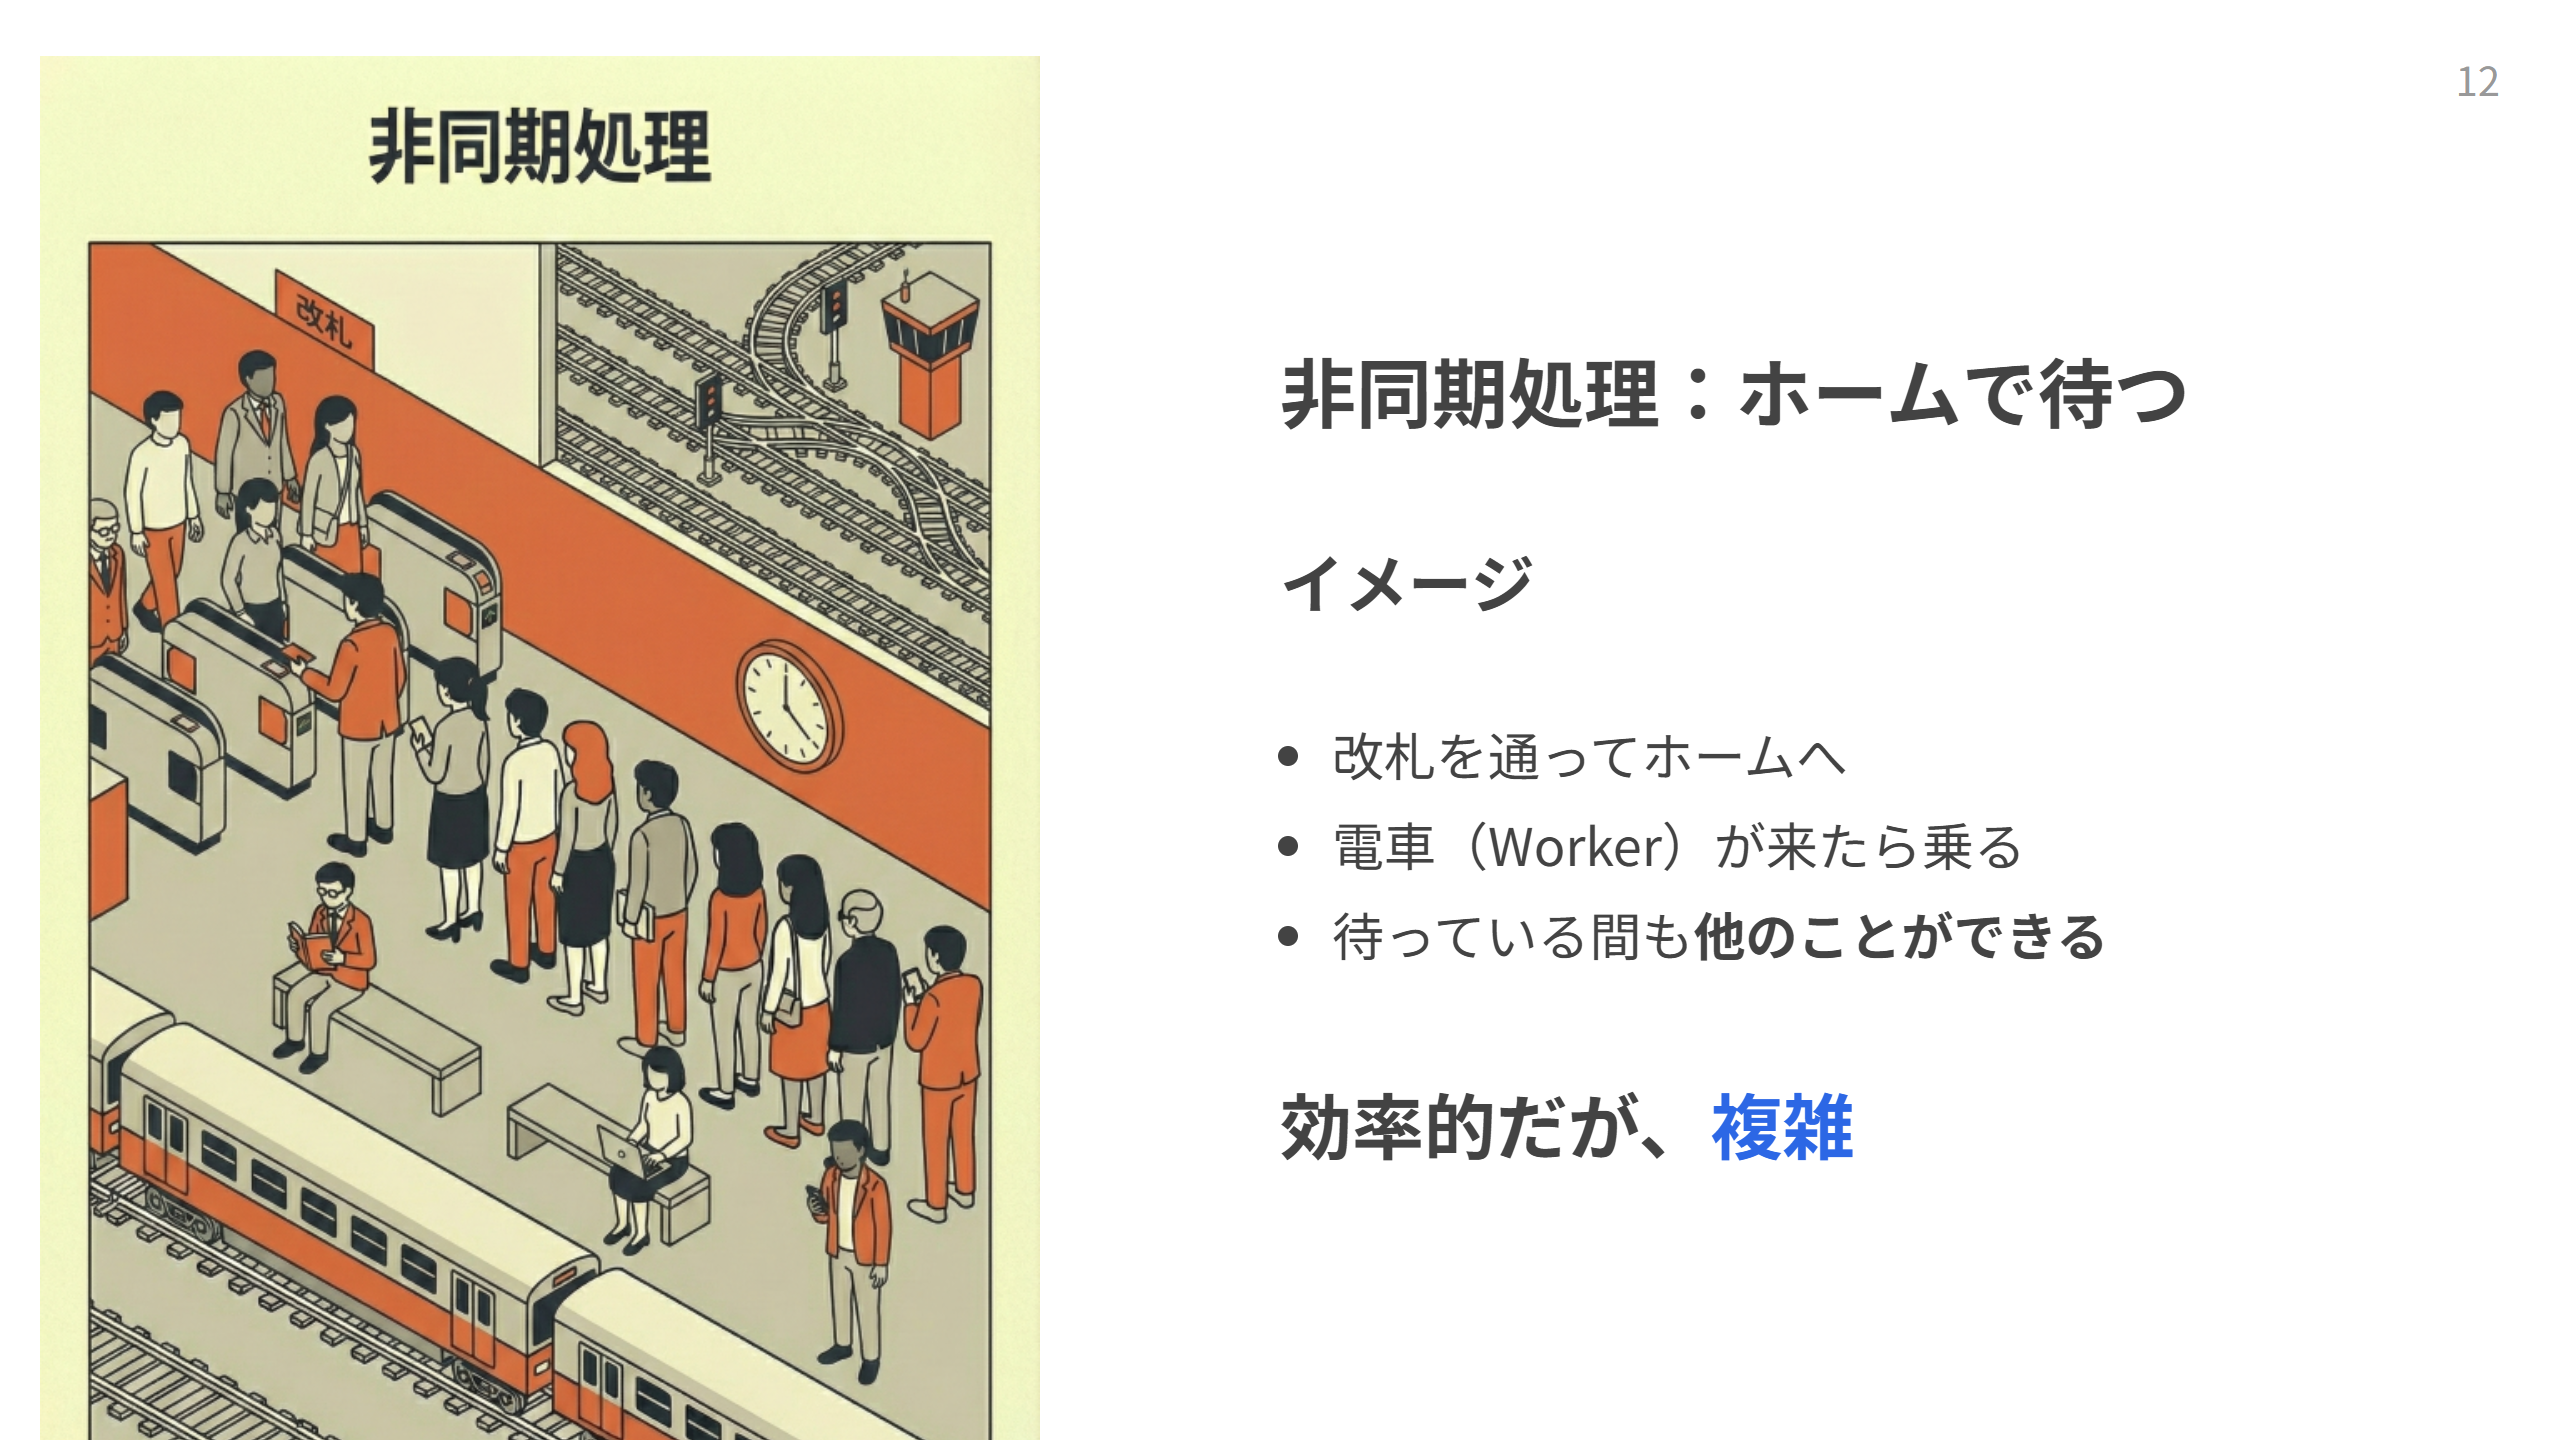 12
非同期処理
改札
非同期処理：ホームで待つ
イメージ
改札を通ってホームへ
電車（Worker）が来たら乗る
待っている間も他のことができる
効率的だが、複雑